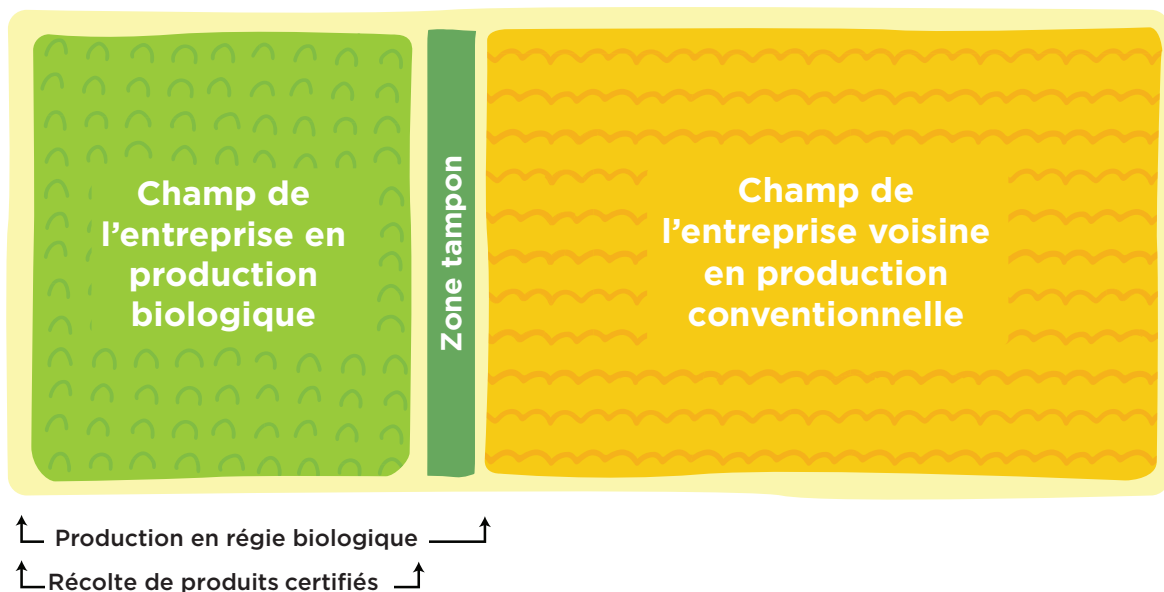 Champ de
l’entreprise en
production
biologique
Zone tampon
Champ de
l’entreprise voisine
en production
conventionnelle
Production en régie biologique
Récolte de produits certifiés